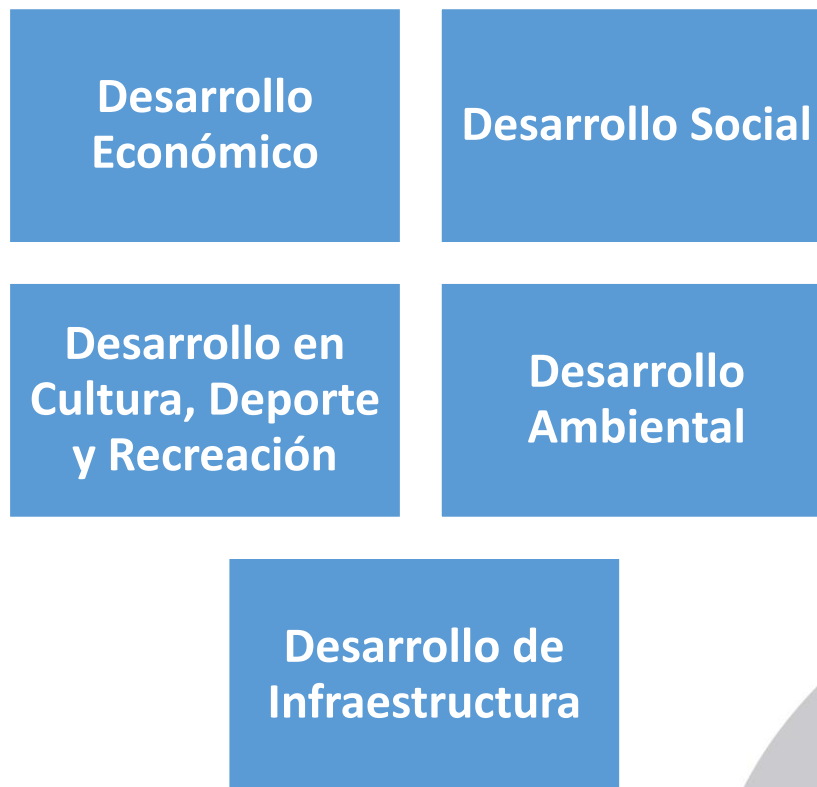 Desarrollo
Económico
Desarrollo Social
Desarrollo en
Cultura, Deporte
y Recreación
Desarrollo
Ambiental
Desarrollo de
Infraestructura